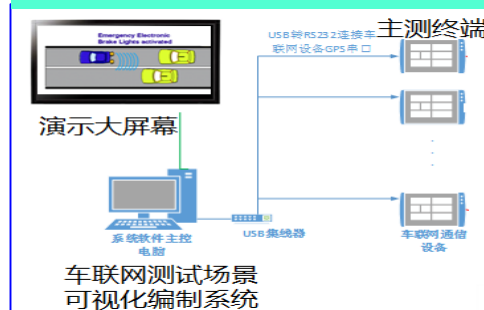 Emergency Electronic
Brake Lights activated
USB转RS232连接车
联网设备GPS串口
主测终端
演示大屏幕
系统软件主控
电脑
USB集线器
车联网通信
设备
车联网测试场景
可视化编制系统